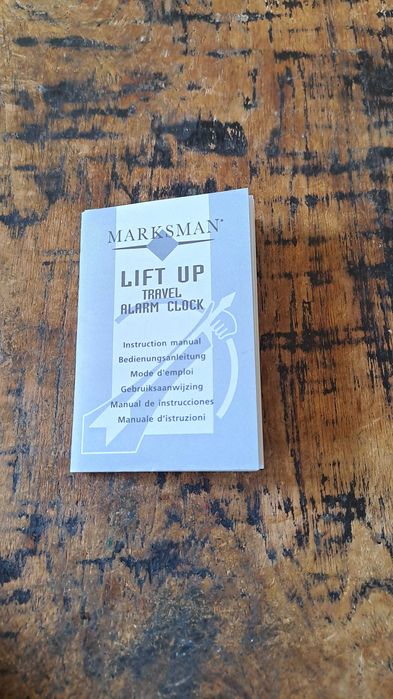 MARKSMAN®
LIFT UP
TRAVEL
ALARM CLOCK
Instruction manual
Bedienungsanleitung
Mode d'emploi
Gebruiksaanwijzing
Manual de instrucciones
Manuale d'istruzioni